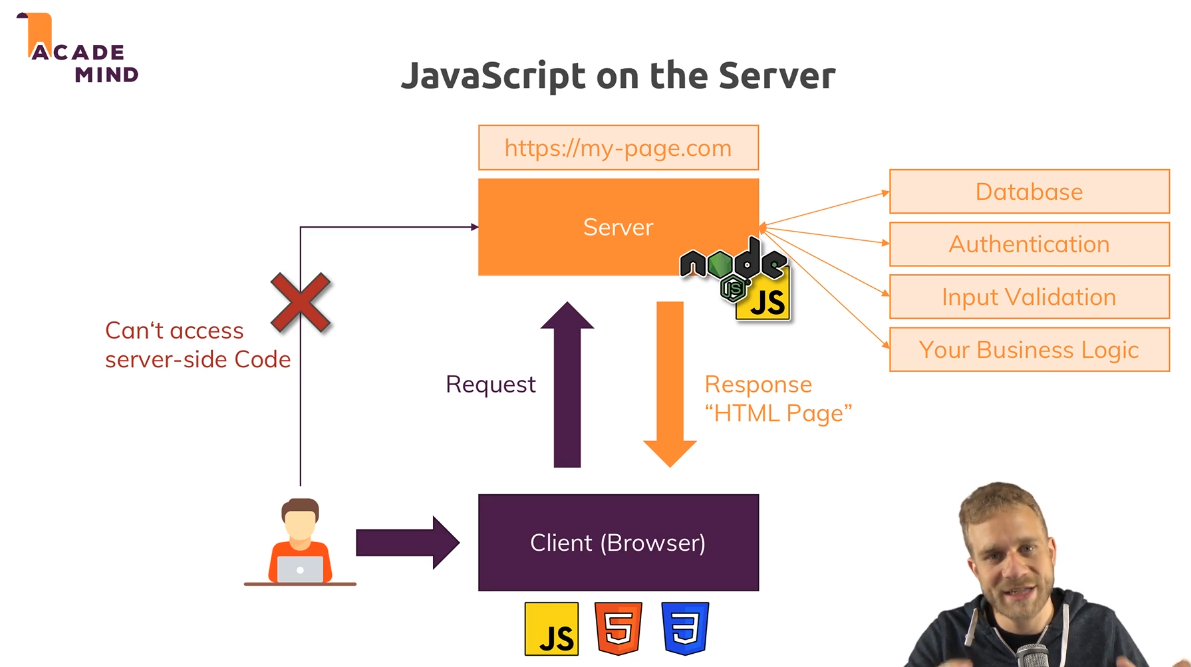 ACADE
MIND
JavaScript on the Server
https://my-page.com
Server
node
JS
JS
Database
Authentication
Input Validation
Your Business Logic
Can‘t access
server-side Code
Request
Response
“HTML Page”
Client (Browser)
JS
5
3